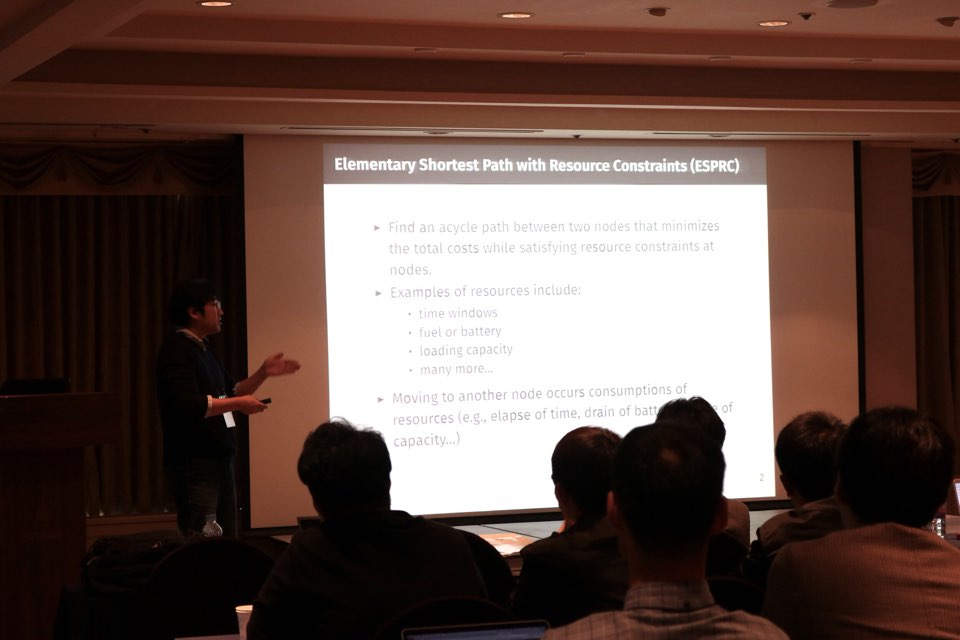 Elementary Shortest Path with Resource Constraints (ESPRC)
► Find an acycle path between two nodes that minimizes
the total costs while satisfying resource constraints at
nodes.
► Examples of resources include:
• time windows
• fuel or battery
• loading capacity
• many more...
► Moving to another node occurs consumptions of
resources (e.g., elapse of time, drain of batt of
capacity...)
2